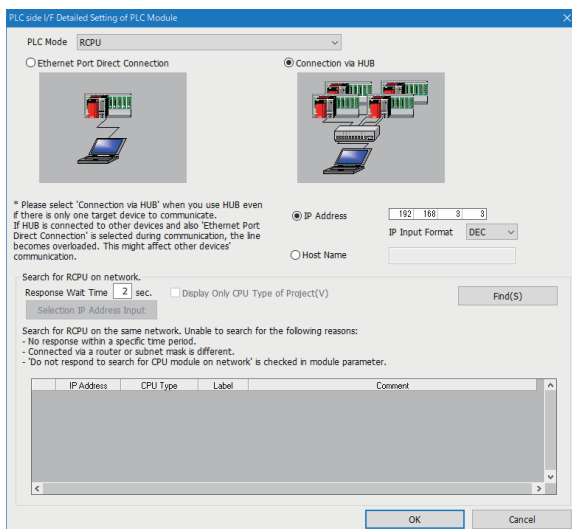 PLC side I/F Detailed Setting of PLC Module
PLC Mode RCPU
Ethernet Port Direct Connection
Connection via HUB
* Please select 'Connection via HUB' when you use HUB even
if there is only one target device to communicate.
If HUB is connected to other devices and also 'Ethernet Port
Direct Connection' is selected during communication, the line
becomes overloaded. This might affect other devices'
communication.
IP Address 192 168 3 3
IP Input Format DEC
Host Name
Search for RCPU on network.
Response Wait Time 2 sec.
Display Only CPU Type of Project(V)
Find(S)
Selection IP Address Input
Search for RCPU on the same network. Unable to search for the following reasons:
- No response within a specific time period.
- Connected via a router or subnet mask is different.
- 'Do not respond to search for CPU module on network' is checked in module parameter.
IP Address CPU Type Label Comment
OK Cancel